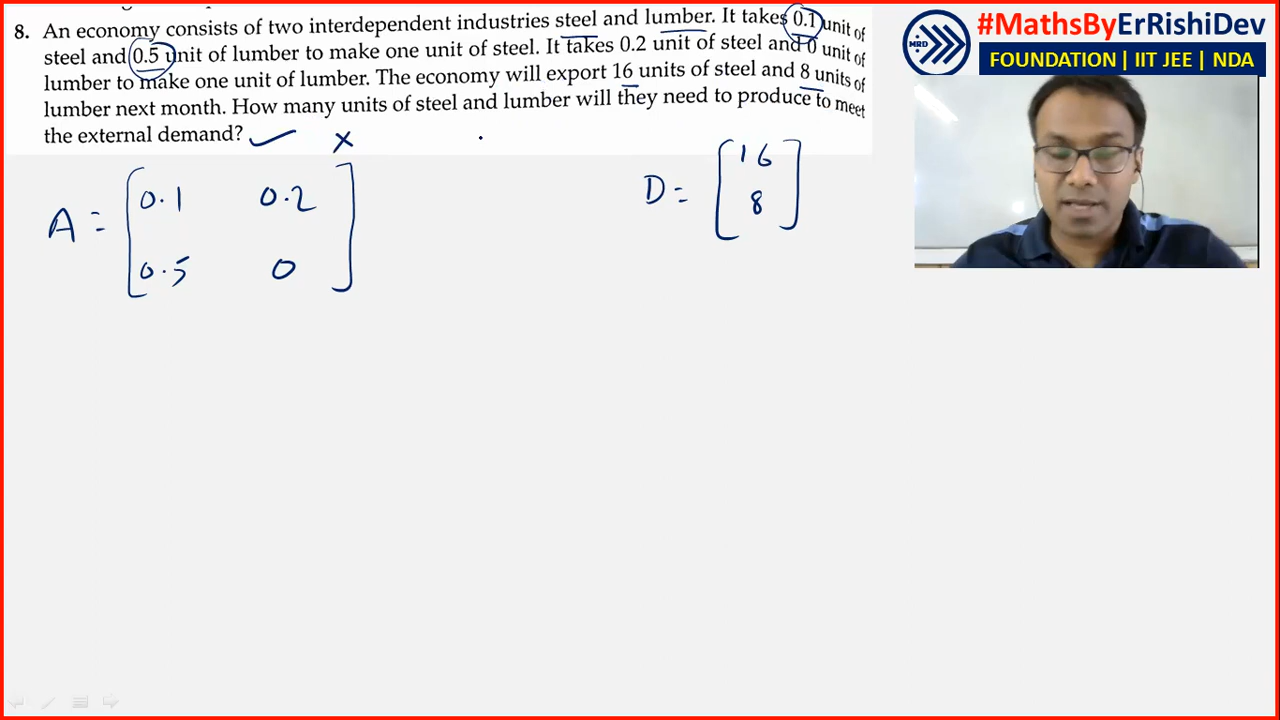 8. An economy consists of two interdependent industries steel and lumber. It takes 0.1 unit of
steel and 0.5 unit of lumber to make one unit of steel. It takes 0.2 unit of steel and 0 unit of
lumber to make one unit of lumber. The economy will export 16 units of steel and 8 units of
lumber next month. How many units of steel and lumber will they need to produce to meet
the external demand?
x
A = [0.1 0.2
0.5 0]
D = [16
8]
#MathsByErRishiDev
MRD
FOUNDATION | IIT JEE | NDA